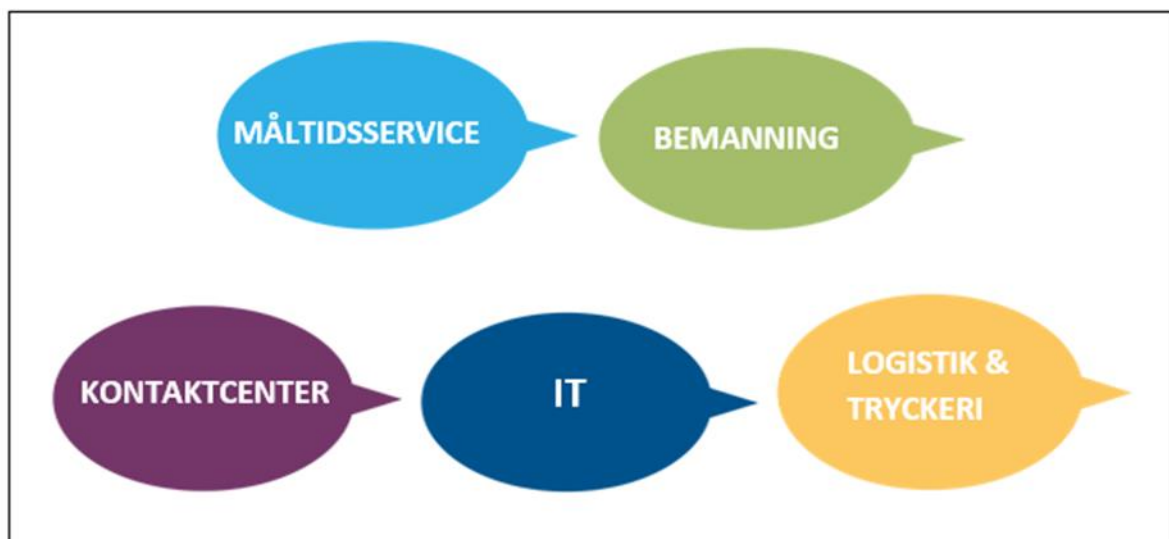 MÅLTIDSSERVICE
BEMANNING
KONTAKTCENTER
IT
LOGISTIK &
TRYCKERI